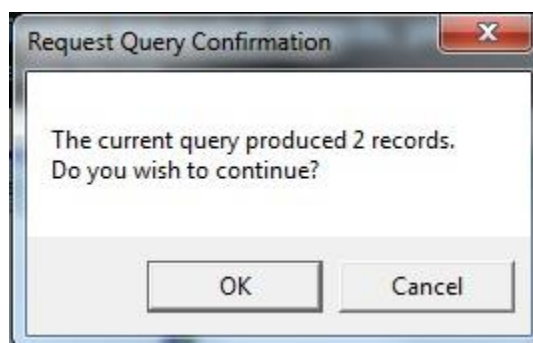 Request Query Confirmation
The current query produced 2 records.
Do you wish to continue?
OK
Cancel